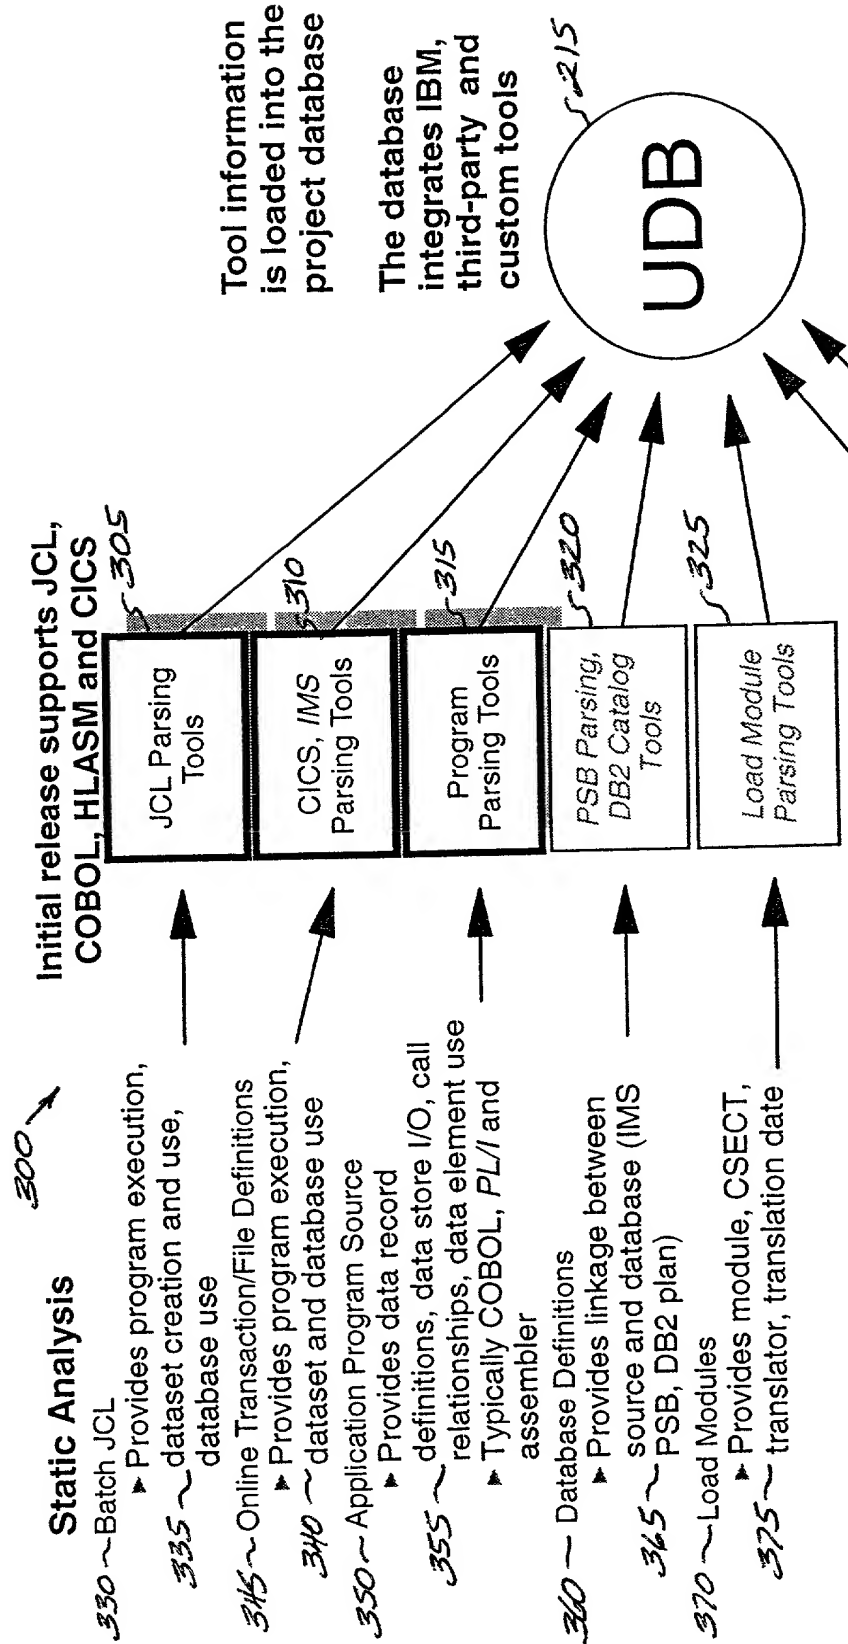 300
Static Analysis
330 Batch JCL
► Provides program execution,
335 dataset creation and use,
database use
345 Online Transaction/File Definitions
► Provides program execution,
340 dataset and database use
350 Application Program Source
► Provides data record
definitions, data store I/O, call
355 relationships, data element use
► Typically COBOL, PL/I and
assembler
360 Database Definitions
► Provides linkage between
source and database (IMS
365 PSB, DB2 plan)
370 Load Modules
► Provides module, CSECT,
375 translator, translation date
Initial release supports JCL,
COBOL, HLASM and CICS
305
JCL Parsing
Tools
310
CICS, IMS
Parsing Tools
315
Program
Parsing Tools
320
PSB Parsing,
DB2 Catalog
Tools
325
Load Module
Parsing Tools
Tool information
is loaded into the
project database
The database
integrates IBM,
third-party and
custom tools
215
UDB